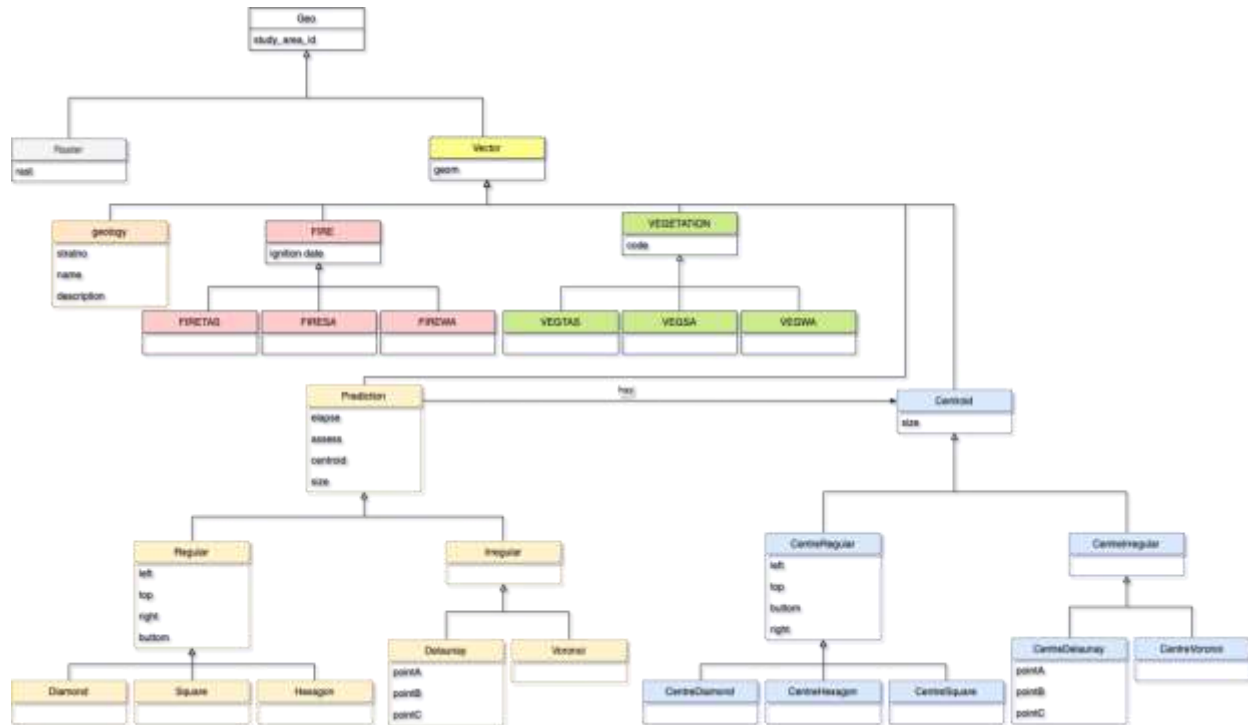 Geo
study_area_id
Raster
rast
Vector
geom
geology
stratno
name
description
FIRE
ignition date
VEGETATION
code
FIRETAS
FIRESA
FIREWA
VEGTAS
VEGSA
VEGWA
Prediction
elapse
assess
centroid
size
has
Centroid
size
Regular
left
top
right
buttom
Irregular
CentreRegular
left
top
buttom
right
CentreIrregular
Diamond
Square
Hexagon
Delaunay
pointA
pointB
pointC
Voronoi
CentreDiamond
CentreHexagon
CentreSquare
CentreDelaunay
pointA
pointB
pointC
CentreVoronoi